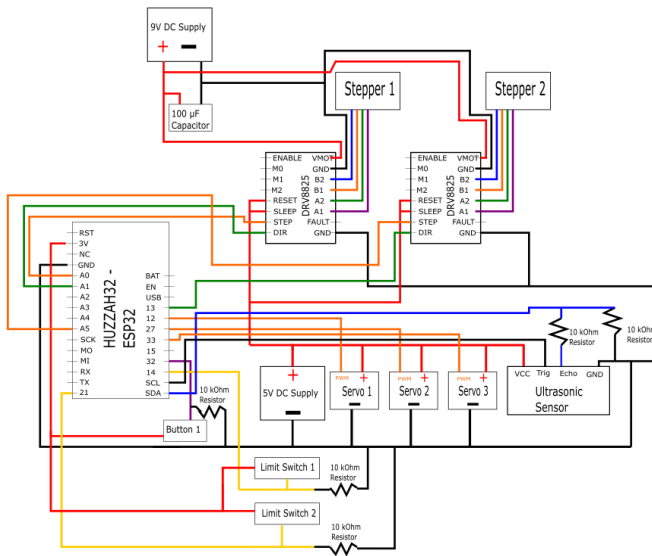 9V DC Supply
+ -
100 µF
Capacitor
Stepper 1
Stepper 2
ENABLE
M0
M1
M2
RESET
SLEEP
STEP
DIR
DRV8825
VMOT
GND
B2
B1
A2
A1
FAULT
GND
ENABLE
M0
M1
M2
RESET
SLEEP
STEP
DIR
DRV8825
VMOT
GND
B2
B1
A2
A1
FAULT
GND
RST
3V
NC
GND
A0
A1
A2
A3
A4
A5
SCK
MO
MI
RX
TX
21
HUZZAH32 -
ESP32
BAT
EN
USB
13
12
27
33
15
32
14
SCL
SDA
10 kOhm
Resistor
10 kOhm
Resistor
10 kOhm
Resistor
+
5V DC Supply
-
PWM +
Servo 1
-
PWM +
Servo 2
-
PWM +
Servo 3
-
VCC Trig Echo GND
Ultrasonic
Sensor
Button 1
Limit Switch 1
10 kOhm
Resistor
Limit Switch 2
10 kOhm
Resistor